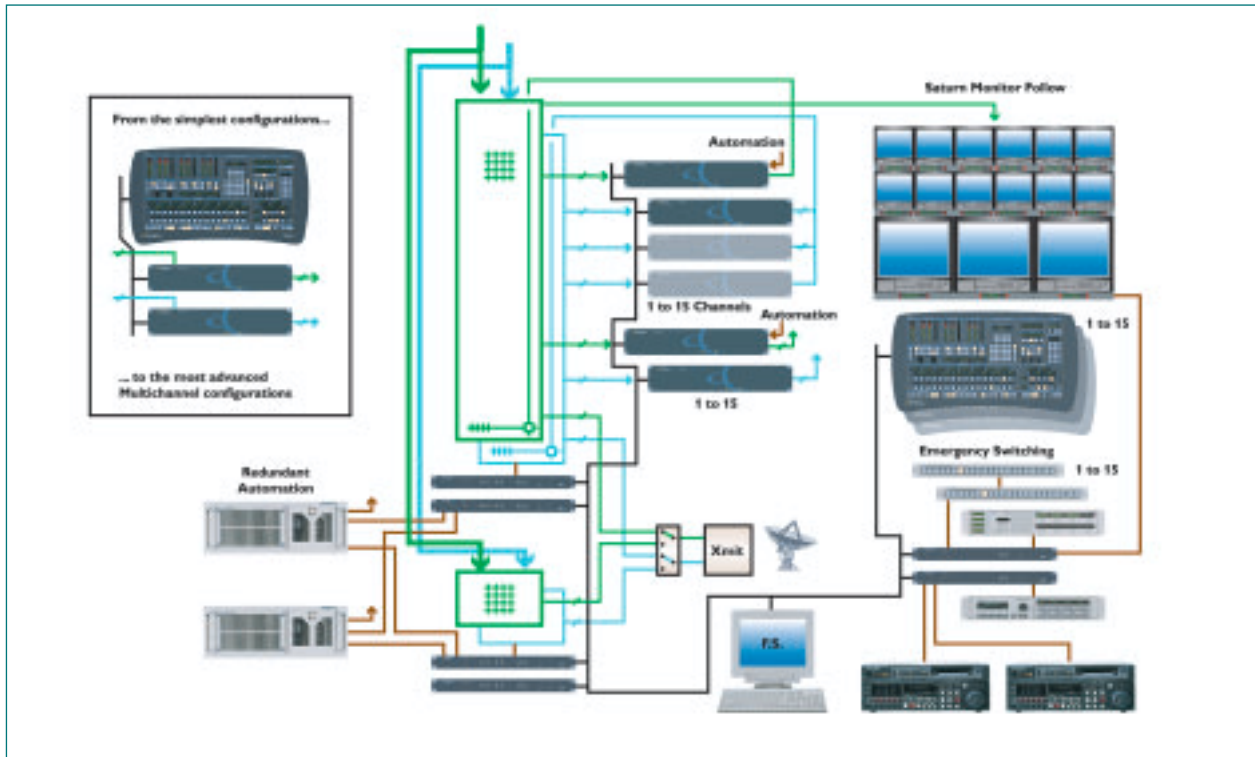 From the simplest configurations...
... to the most advanced
Multichannel configurations
Saturn Monitor Follow
Automation
1 to 15 Channels
Automation
1 to 15
1 to 15
Emergency Switching
1 to 15
Redundant
Automation
Xmit
F.S.